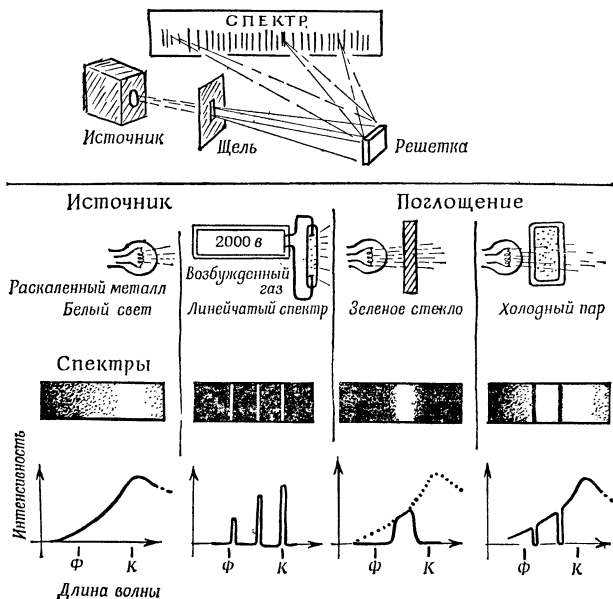 СПЕКТР
Источник
Щель
Решетка
Источник
Поглощение
2000 в
Раскаленный металл
Белый свет
Возбужденный
газ
Линейчатый спектр
Зеленое стекло
Холодный пар
Спектры
Интенсивность
Ф
К
Ф
К
Ф
К
Ф
К
Длина волны